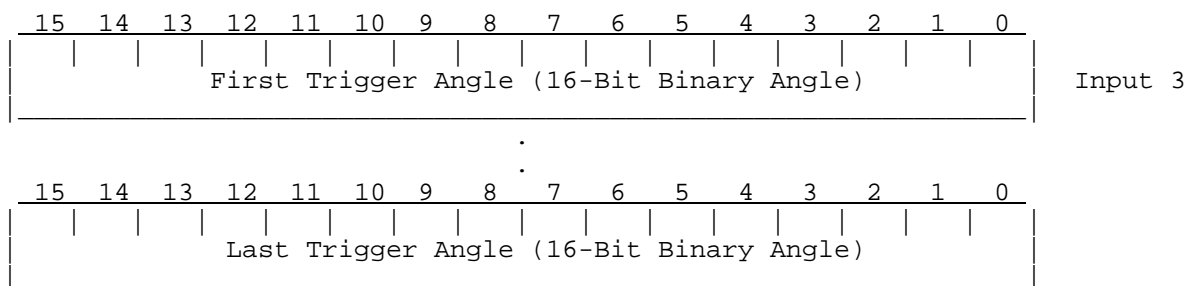 15 14 13 12 11 10 9 8 7 6 5 4 3 2 1 0
First Trigger Angle (16-Bit Binary Angle) Input 3
.
.
15 14 13 12 11 10 9 8 7 6 5 4 3 2 1 0
Last Trigger Angle (16-Bit Binary Angle)